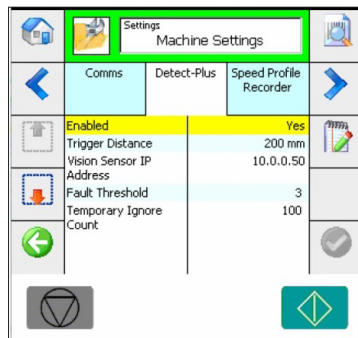 Settings
Machine Settings
Comms
Detect-Plus
Speed Profile
Recorder
Enabled Yes
Trigger Distance 200 mm
Vision Sensor IP 10.0.0.50
Address
Fault Threshold 3
Temporary Ignore 100
Count